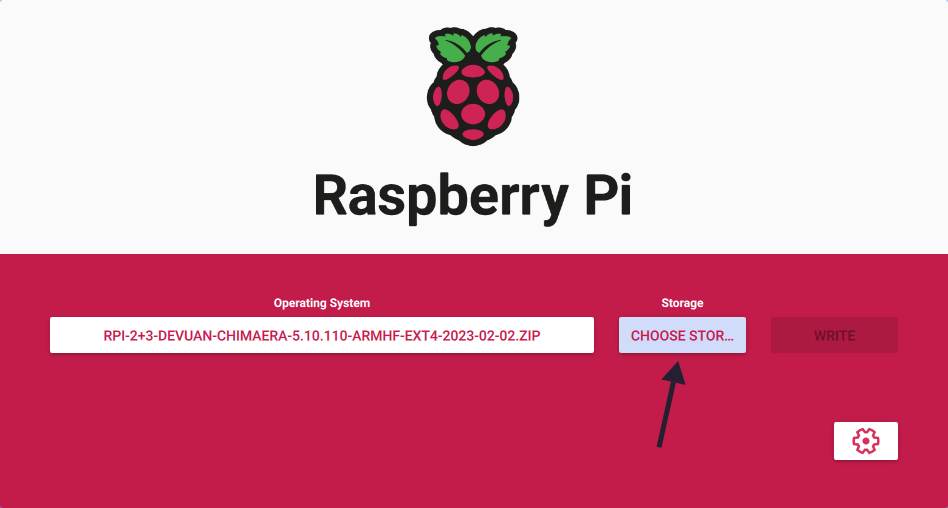 Raspberry Pi
Operating System
Storage
RPI-2+3-DEVUAN-CHIMAERA-5.10.110-ARMHF-EXT4-2023-02-02.ZIP
CHOOSE STOR...
WRITE